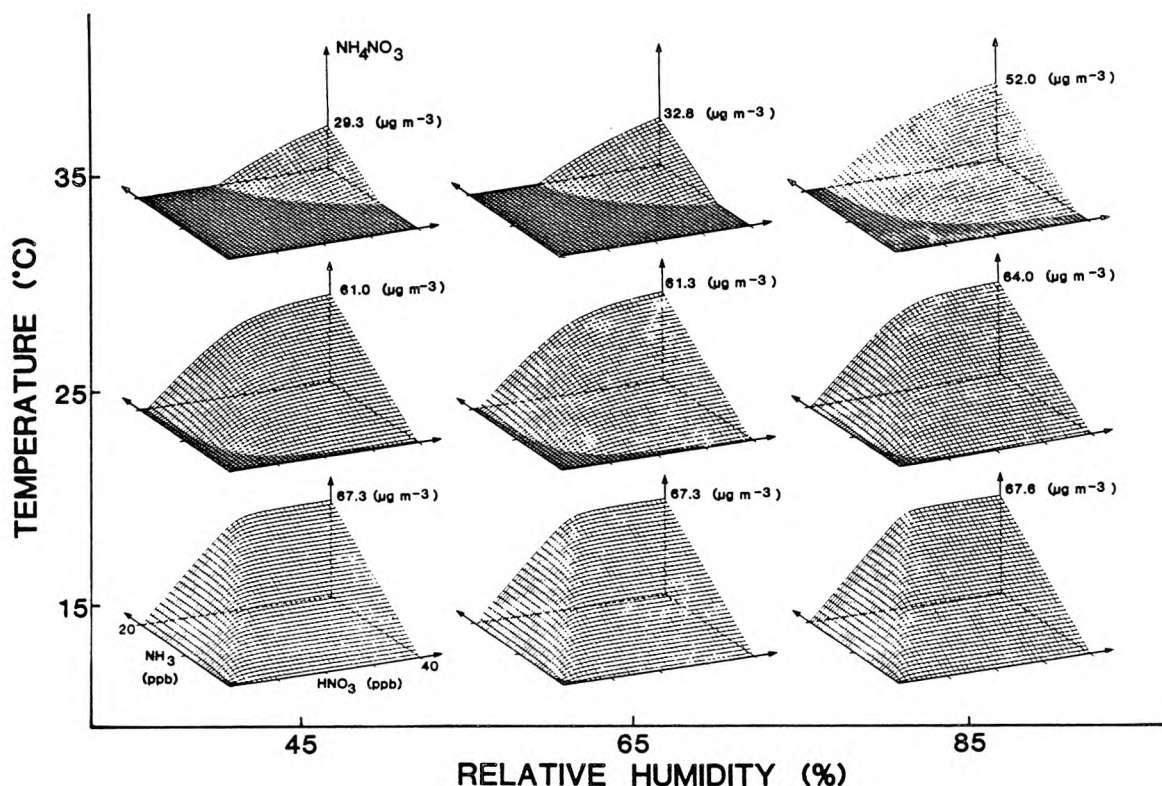 NH4NO3
29.3 (µg m-3)
32.8 (µg m-3)
52.0 (µg m-3)
35
61.0 (µg m-3)
61.3 (µg m-3)
64.0 (µg m-3)
25
67.3 (µg m-3)
67.3 (µg m-3)
67.6 (µg m-3)
15
20
NH3
(ppb)
HNO3 (ppb)
40
TEMPERATURE (°C)
45
65
85
RELATIVE HUMIDITY (%)